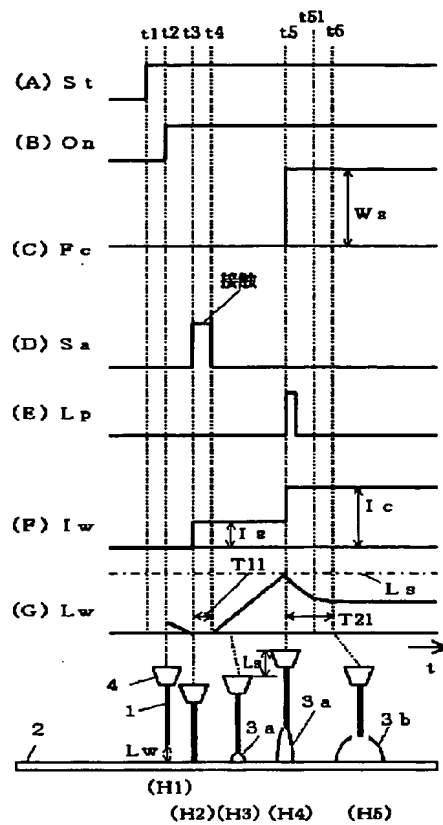 t1 t2 t3 t4 t5 t51 t6
(A) St
(B) On
Ws
(C) Fc
接触
(D) Sa
(E) Lp
Ic
(F) Iw
Is
T11
Ls
(G) Lw
T21
t
Ls
4
1
3a
3a
3b
2
Lw
(H1)
(H2) (H3) (H4) (H5)